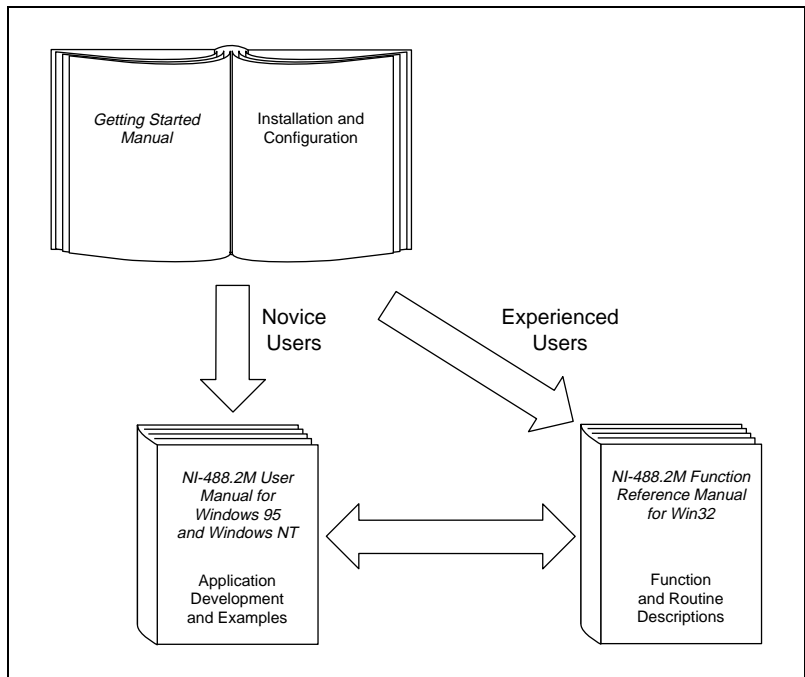 Getting Started
Manual
Installation and
Configuration
Novice
Users
Experienced
Users
NI-488.2M User
Manual for
Windows 95
and Windows NT
Application
Development
and Examples
NI-488.2M Function
Reference Manual
for Win32
Function
and Routine
Descriptions